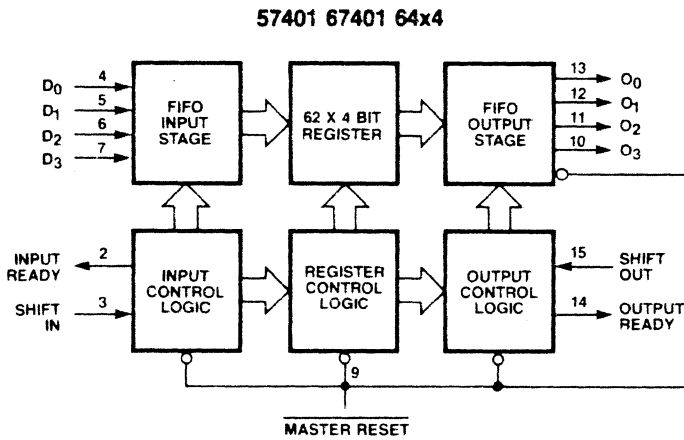 57401 67401 64x4
D0
4
D1
5
D2
6
D3
7
FIFO
INPUT
STAGE
62 X 4 BIT
REGISTER
FIFO
OUTPUT
STAGE
13
O0
12
O1
11
O2
10
O3
INPUT
READY
2
SHIFT
IN
3
INPUT
CONTROL
LOGIC
REGISTER
CONTROL
LOGIC
OUTPUT
CONTROL
LOGIC
15
SHIFT
OUT
14
OUTPUT
READY
9
MASTER RESET